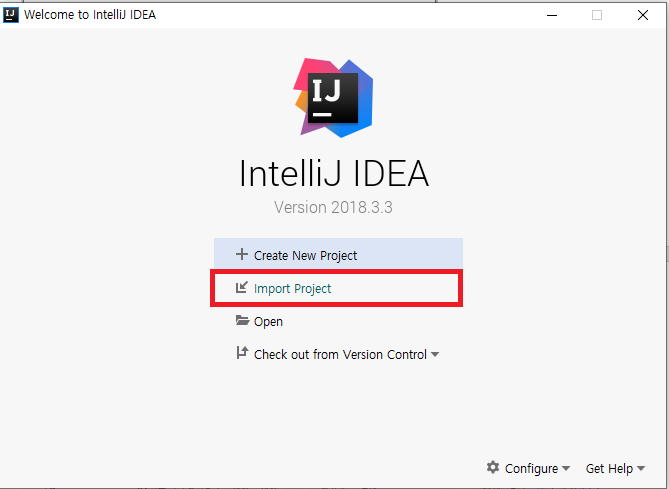 Welcome to IntelliJ IDEA
IJ
IntelliJ IDEA
Version 2018.3.3
Create New Project
Import Project
Open
Check out from Version Control
Configure Get Help